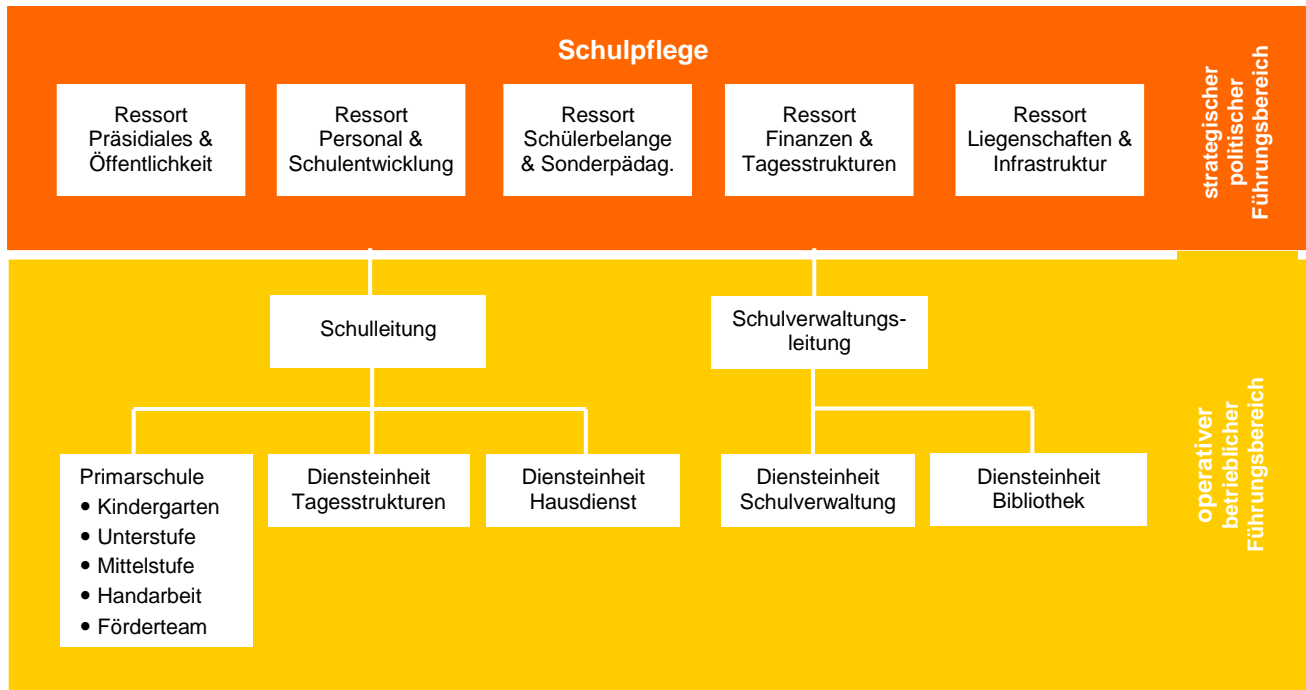 Schulpflege
Ressort
Präsidiales &
Öffentlichkeit
Ressort
Personal &
Schulentwicklung
Ressort
Schülerbelange
& Sonderpädag.
Ressort
Finanzen &
Tagesstrukturen
Ressort
Liegenschaften &
Infrastruktur
strategischer
politischer
Führungsbereich
Schulleitung
Schulverwaltungs-
leitung
Primarschule
• Kindergarten
• Unterstufe
• Mittelstufe
• Handarbeit
• Förderteam
Diensteinheit
Tagesstrukturen
Diensteinheit
Hausdienst
Diensteinheit
Schulverwaltung
Diensteinheit
Bibliothek
operativer
betrieblicher
Führungsbereich